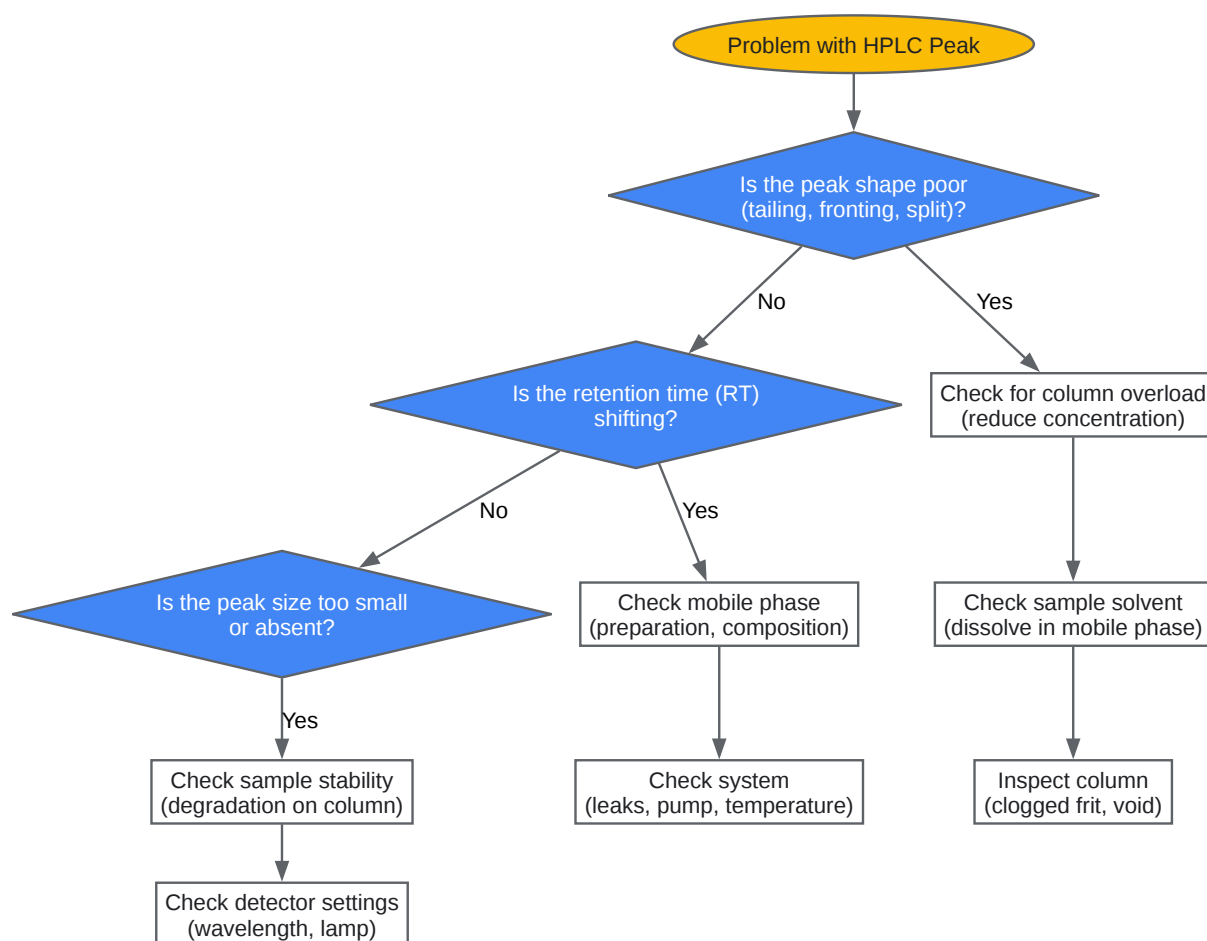 Problem with HPLC Peak
Is the peak shape poor
(tailing, fronting, split)?
No
Yes
Is the retention time (RT)
shifting?
Check for column overload
(reduce concentration)
No
Yes
Is the peak size too small
or absent?
Check mobile phase
(preparation, composition)
Check sample solvent
(dissolve in mobile phase)
Yes
Check sample stability
(degradation on column)
Check system
(leaks, pump, temperature)
Inspect column
(clogged frit, void)
Check detector settings
(wavelength, lamp)